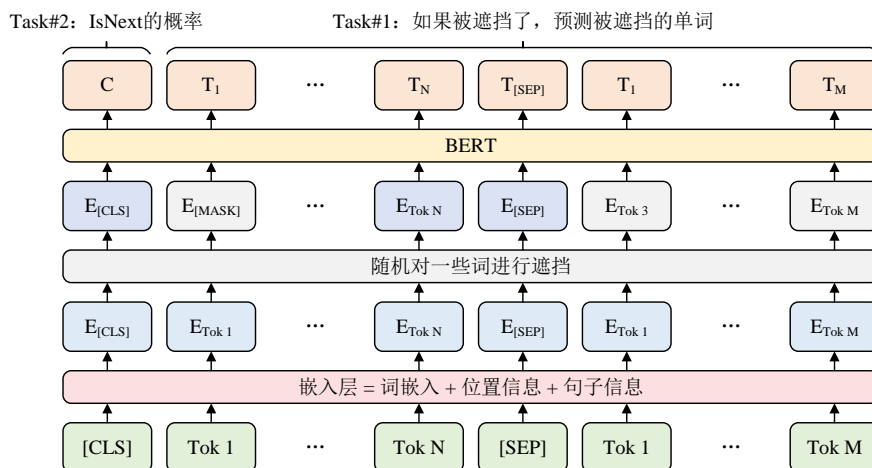 Task#2：IsNext的概率 Task#1：如果被遮挡了，预测被遮挡的单词
C T1 ... TN T[SEP] T1 ... TM
BERT
E[CLS] E[MASK] ... ETok N E[SEP] ETok 3 ... ETok M
随机对一些词进行遮挡
E[CLS] ETok 1 ... ETok N E[SEP] ETok 1 ... ETok M
嵌入层 = 词嵌入 + 位置信息 + 句子信息
[CLS] Tok 1 ... Tok N [SEP] Tok 1 ... Tok M